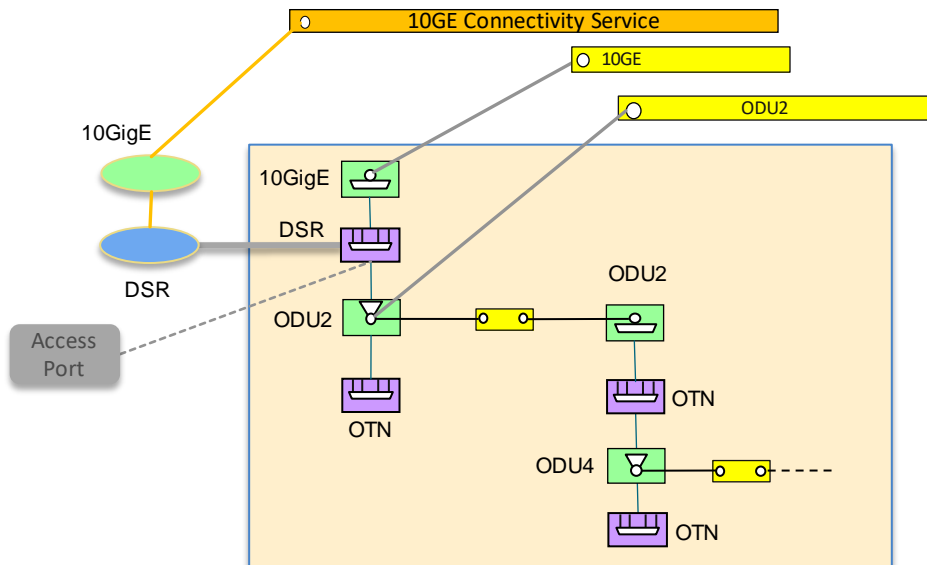 10GE Connectivity Service
10GE
ODU2
10GigE
10GigE
DSR
DSR
ODU2
ODU2
Access
Port
OTN
OTN
ODU4
OTN